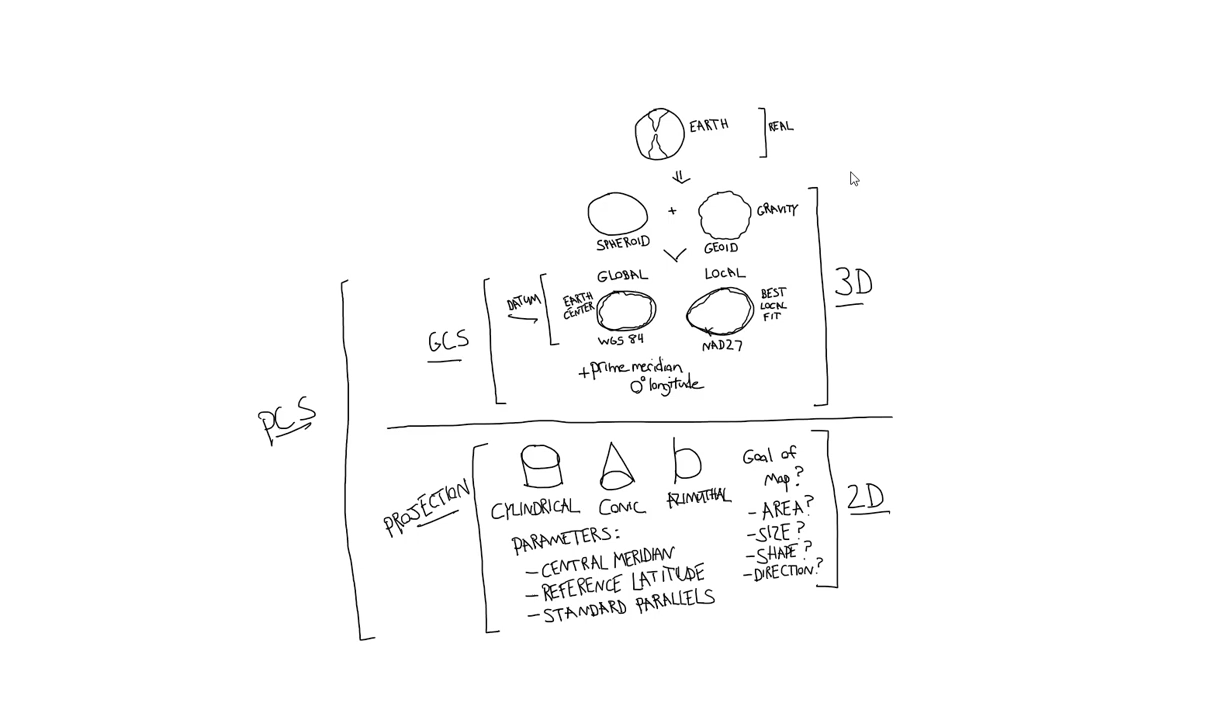 EARTH
REAL
SPHEROID
+
GEOID
GRAVITY
3D
GLOBAL
LOCAL
DATUM
EARTH
CENTER
BEST
LOCAL
FIT
WGS 84
NAD27
GCS
+prime meridian
0° longitude
PCS
PROJECTION
CYLINDRICAL
CONIC
AZIMUTHAL
PARAMETERS:
- CENTRAL MERIDIAN
- REFERENCE LATITUDE
- STANDARD PARALLELS
Goal of
Map?
- AREA?
- SIZE?
- SHAPE?
- DIRECTION?
2D